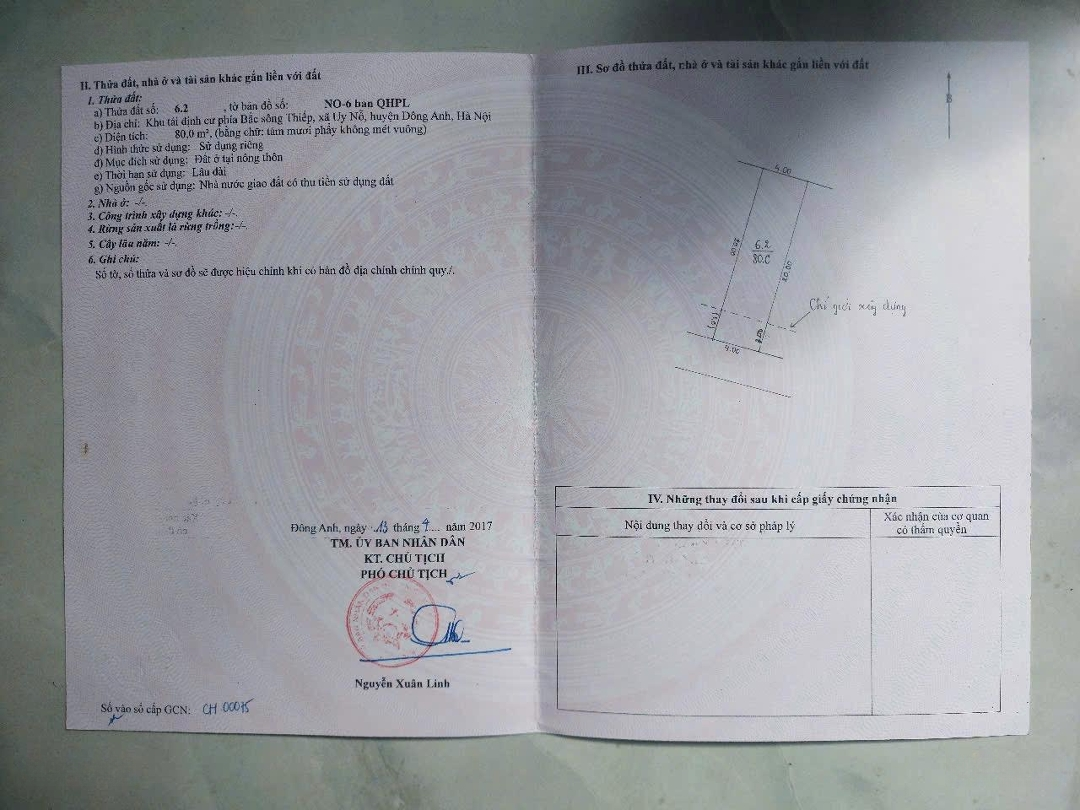 II. Thửa đất, nhà ở và tài sản khác gắn liền với đất
1. Thửa đất:
a) Thửa đất số: 6.2 , tờ bản đồ số: NO-6 ban QHPL
b) Địa chỉ: Khu tái định cư phía Bắc sông Thiếp, xã Uy Nỗ, huyện Đông Anh, Hà Nội
c) Diện tích: 80.0 m², (bằng chữ: tám mươi phẩy không mét vuông)
d) Hình thức sử dụng: Sử dụng riêng
đ) Mục đích sử dụng: Đất ở tại nông thôn
e) Thời hạn sử dụng: Lâu dài
g) Nguồn gốc sử dụng: Nhà nước giao đất có thu tiền sử dụng đất
2. Nhà ở: -/-.
3. Công trình xây dựng khác: -/-.
4. Rừng sản xuất là rừng trồng: -/-.
5. Cây lâu năm: -/-.
6. Ghi chú:
Số tờ, số thửa và sơ đồ sẽ được hiệu chỉnh khi có bản đồ địa chính chính quy./.
Đông Anh, ngày 13 tháng 4 năm 2017
TM. ỦY BAN NHÂN DÂN
KT. CHỦ TỊCH
PHÓ CHỦ TỊCH
Nguyễn Xuân Linh
Số vào sổ cấp GCN: CH 00075
III. Sơ đồ thửa đất, nhà ở và tài sản khác gắn liền với đất
B
4.00
20.00
6.2
80.0
20.00
Chỉ giới xây dựng
4.00
IV. Những thay đổi sau khi cấp giấy chứng nhận
Nội dung thay đổi và cơ sở pháp lý
Xác nhận của cơ quan
có thẩm quyền